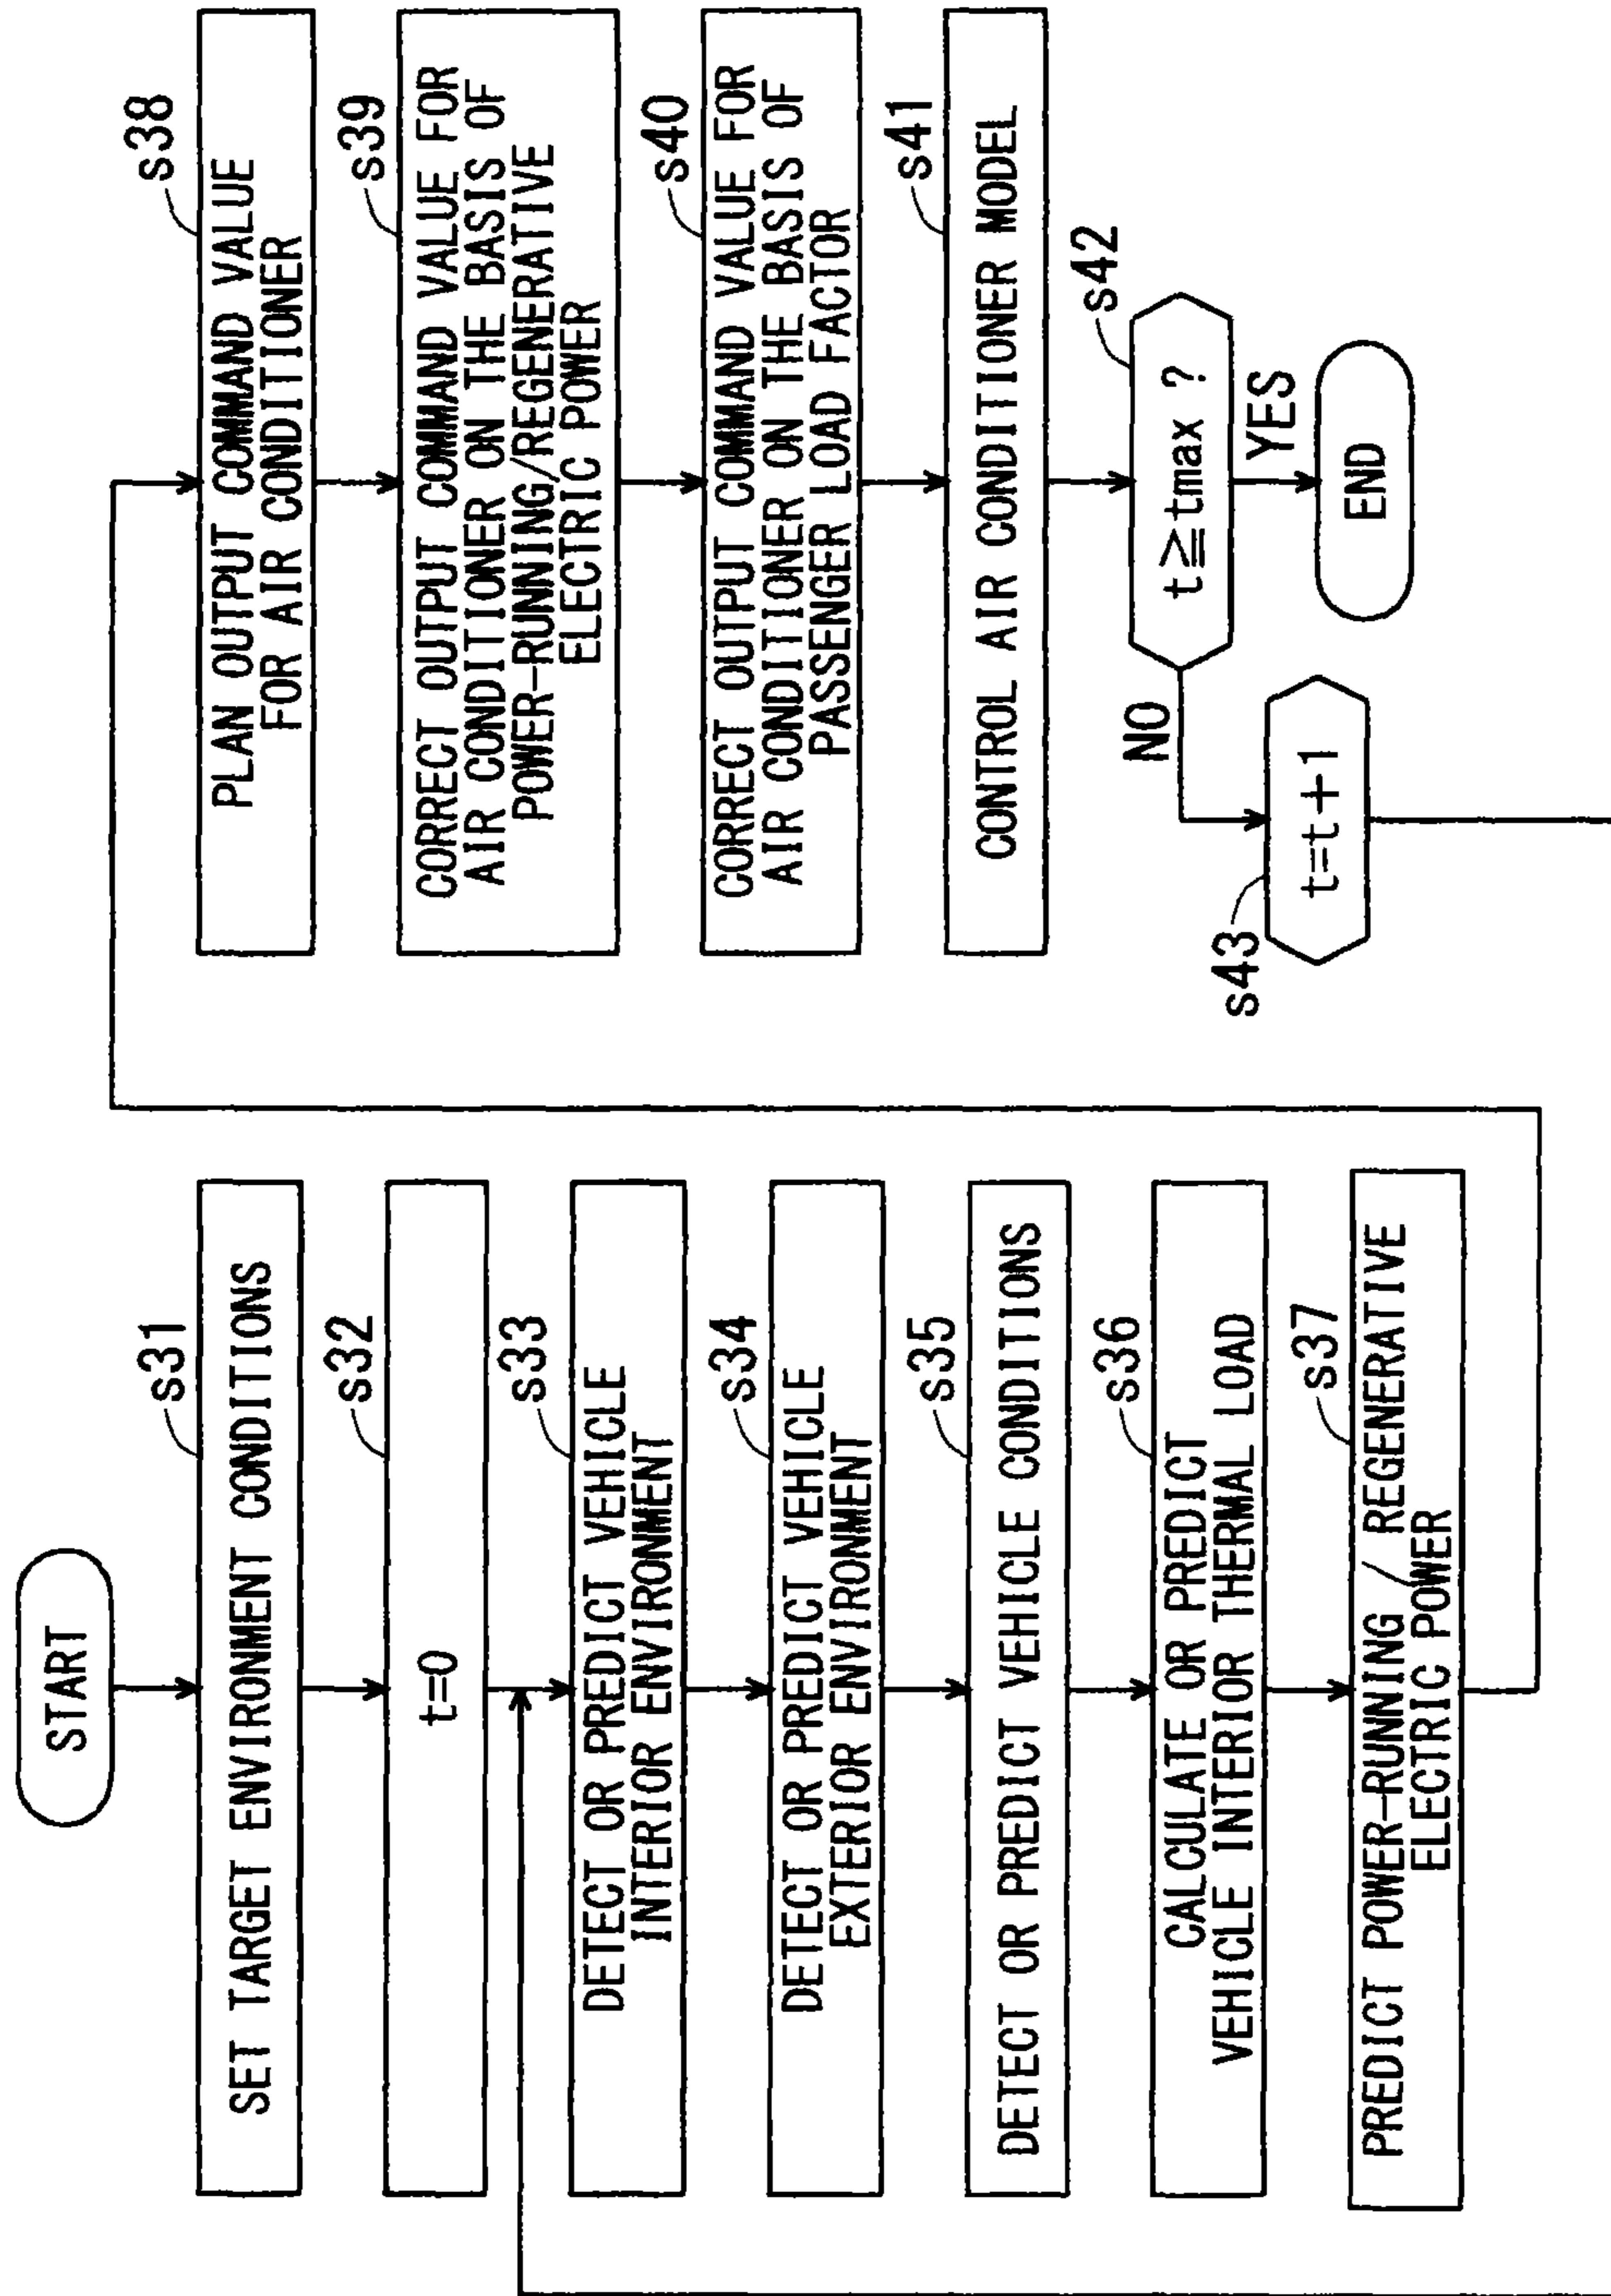 START
s31
SET TARGET ENVIRONMENT CONDITIONS
s32
t=0
s33
DETECT OR PREDICT VEHICLE
INTERIOR ENVIRONMENT
s34
DETECT OR PREDICT VEHICLE
EXTERIOR ENVIRONMENT
s35
DETECT OR PREDICT VEHICLE CONDITIONS
s36
CALCULATE OR PREDICT
VEHICLE INTERIOR THERMAL LOAD
s37
PREDICT POWER-RUNNING / REGENERATIVE
ELECTRIC POWER
s38
PLAN OUTPUT COMMAND VALUE
FOR AIR CONDITIONER
s39
CORRECT OUTPUT COMMAND VALUE FOR
AIR CONDITIONER ON THE BASIS OF
POWER-RUNNING/REGENERATIVE
ELECTRIC POWER
s40
CORRECT OUTPUT COMMAND VALUE FOR
AIR CONDITIONER ON THE BASIS OF
PASSENGER LOAD FACTOR
s41
CONTROL AIR CONDITIONER MODEL
s42
t≧tmax ?
NO
YES
s43
t=t+1
END